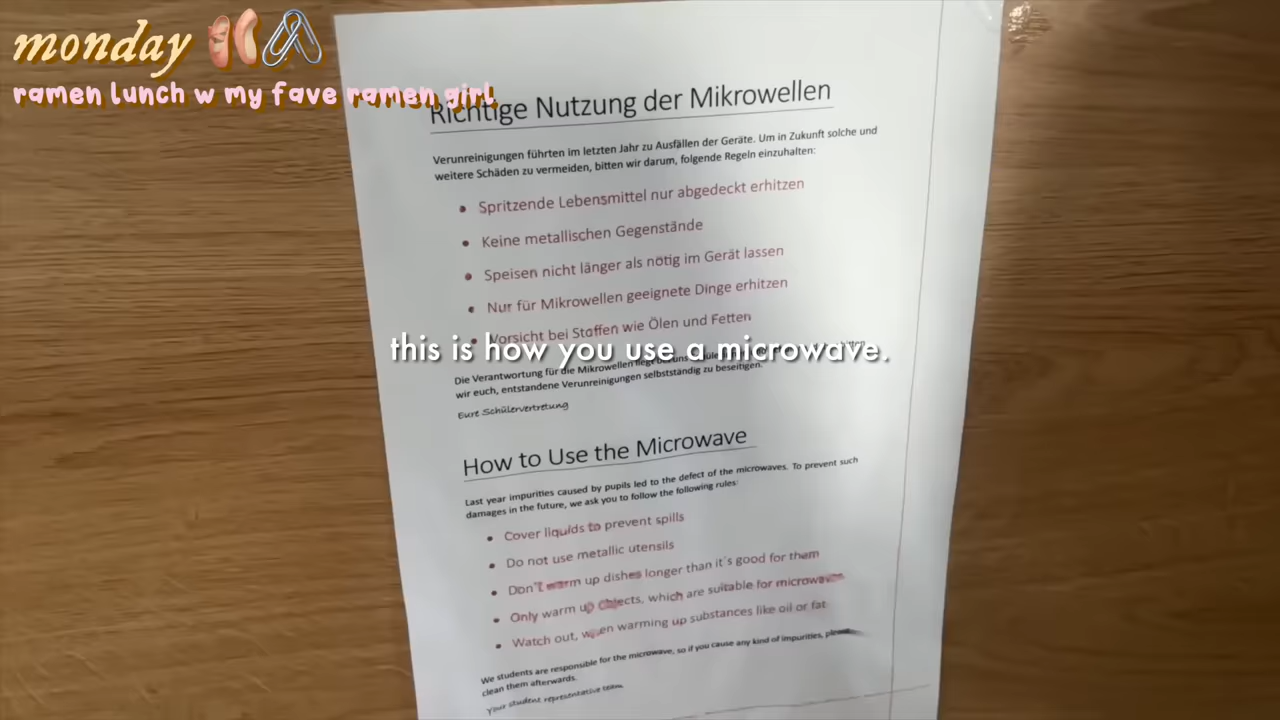 monday
ramen lunch w my fave ramen girl
Richtige Nutzung der Mikrowellen
Verunreinigungen führten im letzten Jahr zu Ausfällen der Geräte. Um in Zukunft solche und
weitere Schäden zu vermeiden, bitten wir darum, folgende Regeln einzuhalten:
• Spritzende Lebensmittel nur abgedeckt erhitzen
• Keine metallischen Gegenstände
• Speisen nicht länger als nötig im Gerät lassen
• Nur für Mikrowellen geeignete Dinge erhitzen
• Vorsicht bei Stoffen wie Ölen und Fetten
this is how you use a microwave.
Die Verantwortung für die Mikrowellen liegt bei uns
wir euch, entstandene Verunreinigungen selbstständig zu beseitigen.
Eure Schülervertretung
How to Use the Microwave
Last year impurities caused by pupils led to the defect of the microwaves. To prevent such
damages in the future, we ask you to follow the following rules:
• Cover liquids to prevent spills
• Do not use metallic utensils
• Don't warm up dishes longer than it's good for them
• Only warm up Objects, which are suitable for microwaves
• Watch out, when warming up substances like oil or fat
We students are responsible for the microwave, so if you cause any kind of impurities, please
clean them afterwards.
Your student representative team